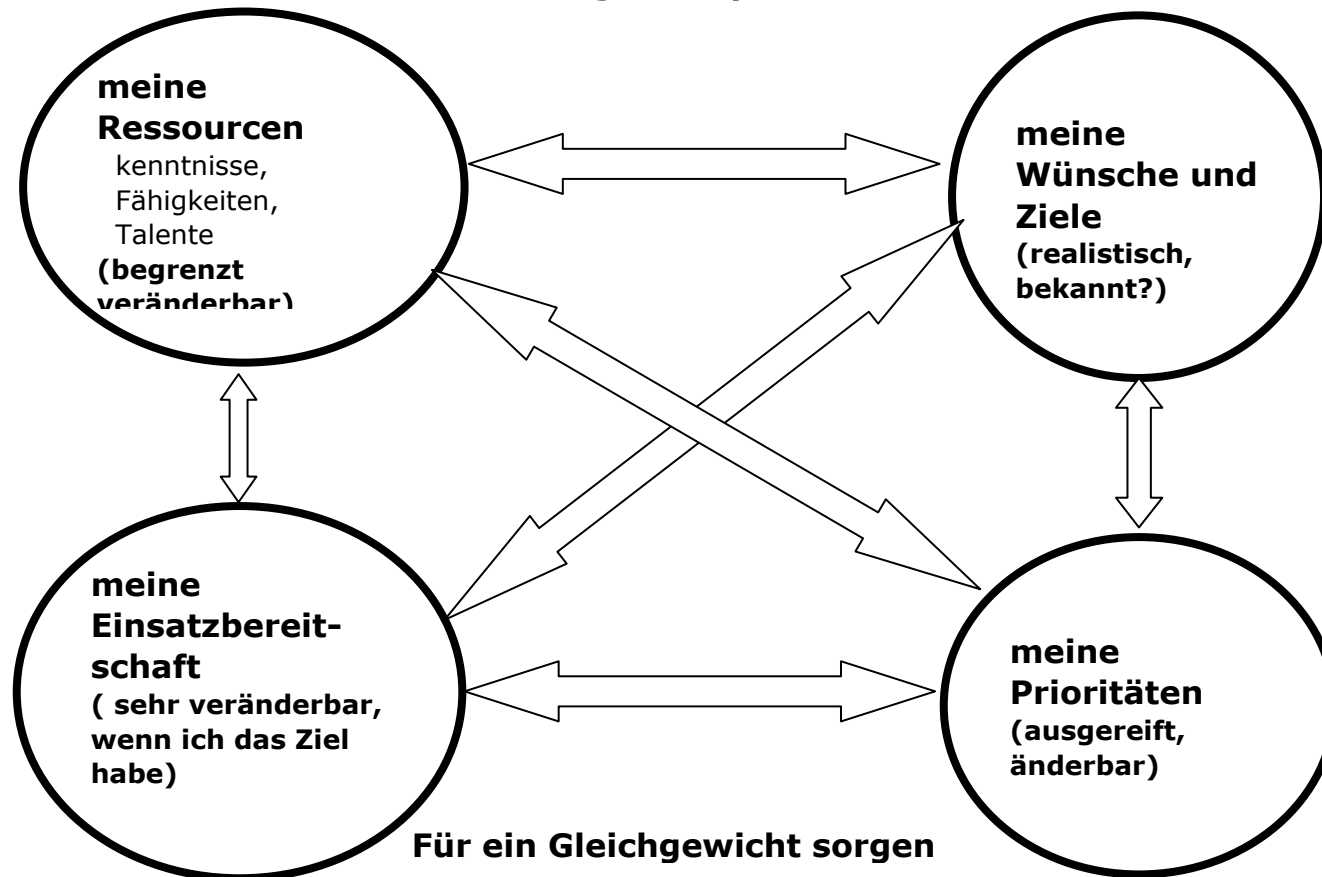 meine
Ressourcen
kenntnisse,
Fähigkeiten,
Talente
(begrenzt
veränderbar)
meine
Wünsche und
Ziele
(realistisch,
bekannt?)
meine
Einsatzbereit-
schaft
( sehr veränderbar,
wenn ich das Ziel
habe)
meine
Prioritäten
(ausgereift,
änderbar)
Für ein Gleichgewicht sorgen